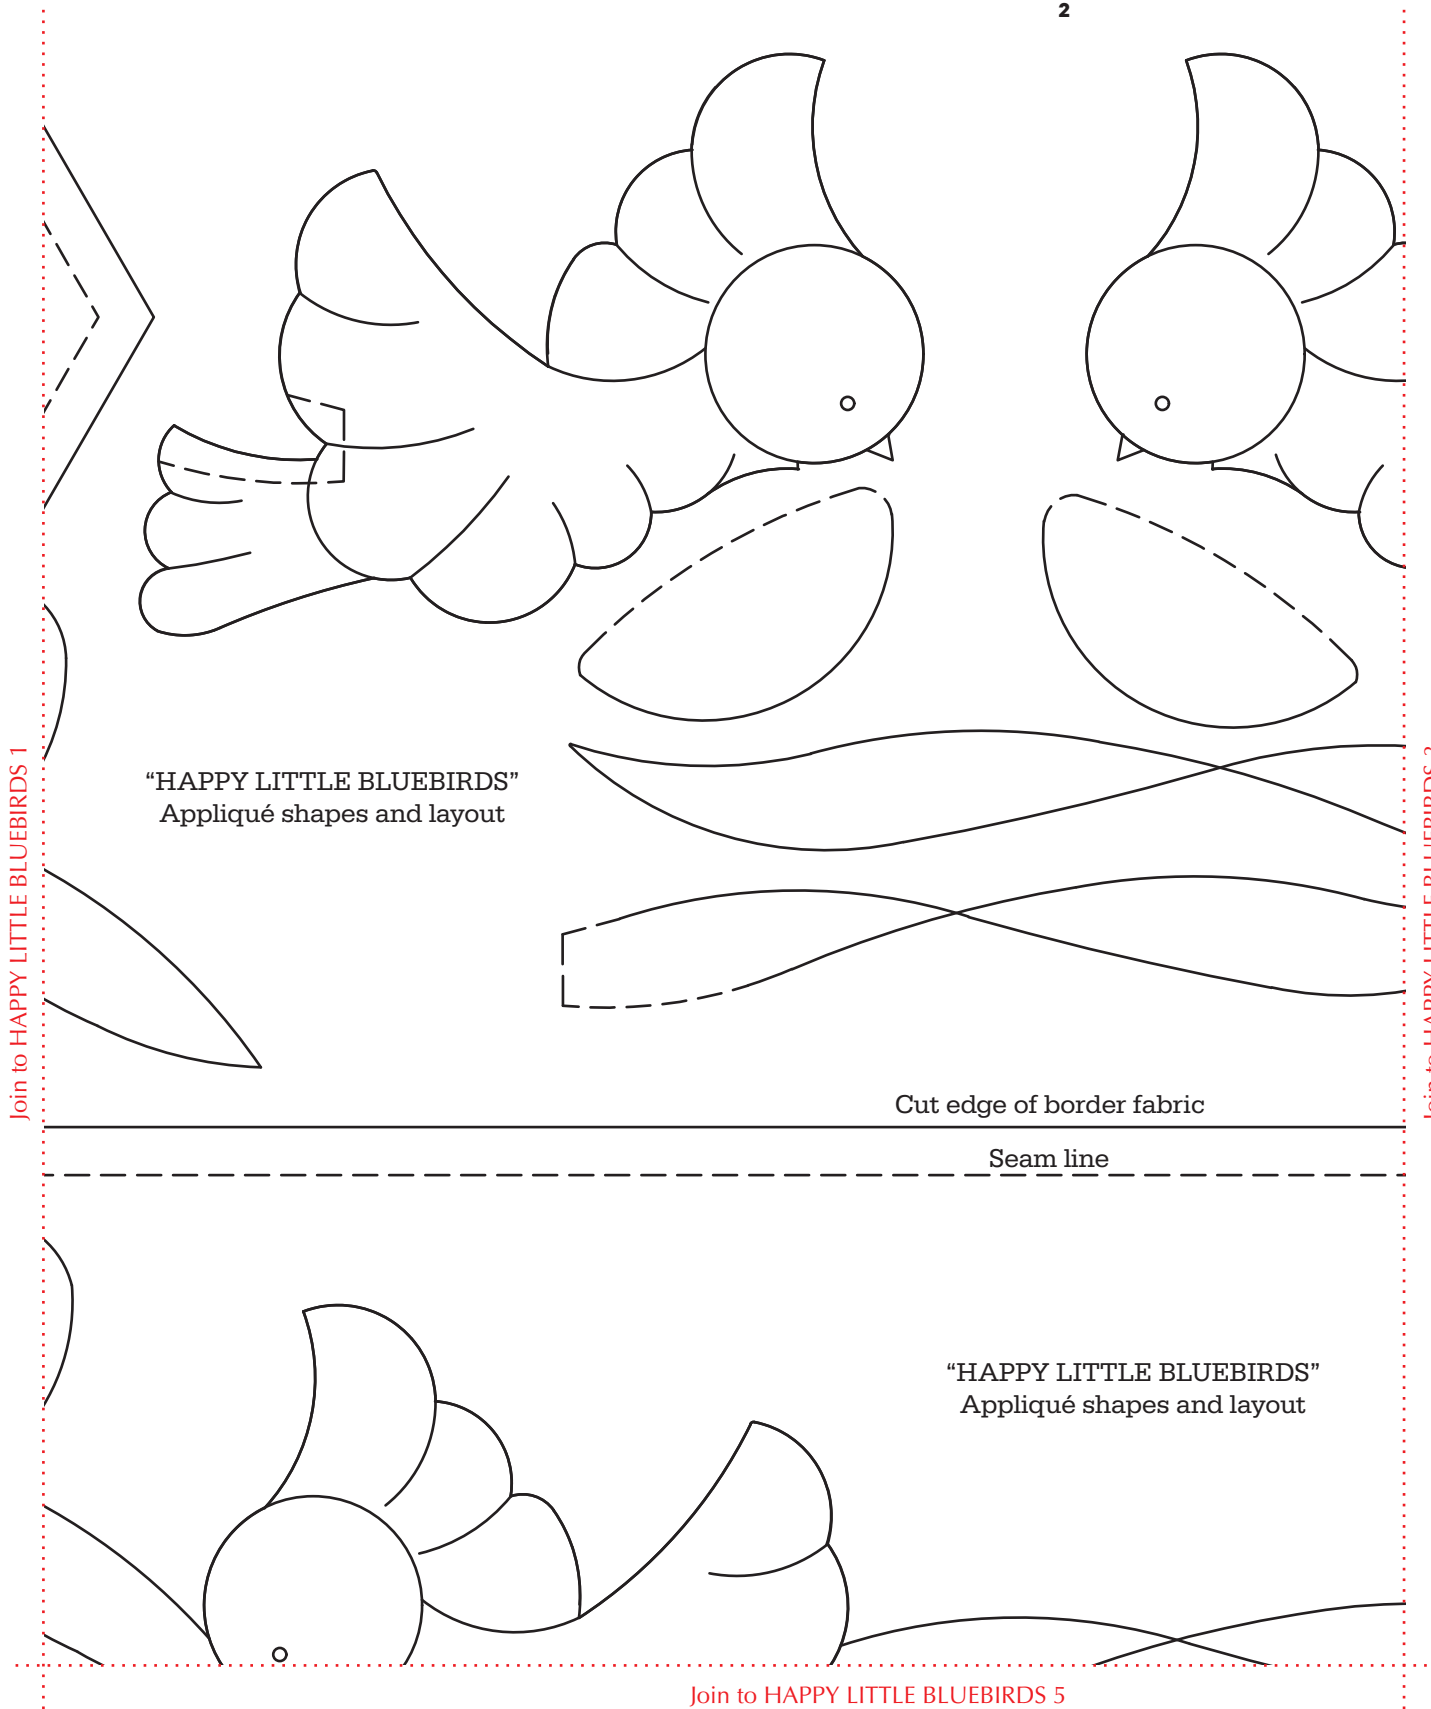 2
“HAPPY LITTLE BLUEBIRDS”
Appliqué shapes and layout
Join to HAPPY LITTLE BLUEBIRDS 1
Cut edge of border fabric
Seam line
“HAPPY LITTLE BLUEBIRDS”
Appliqué shapes and layout
Join to HAPPY LITTLE BLUEBIRDS 5